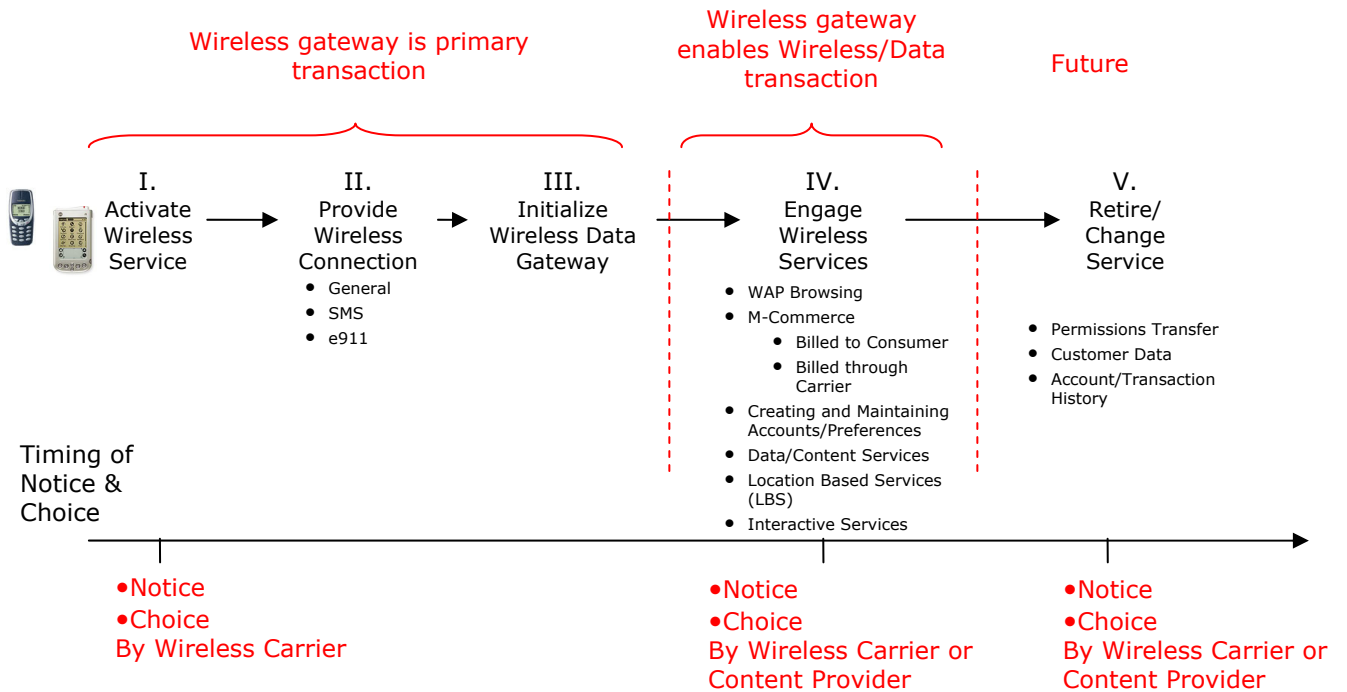 Wireless gateway is primary
transaction
Wireless gateway
enables Wireless/Data
transaction
Future
I.
Activate
Wireless
Service
II.
Provide
Wireless
Connection
• General
• SMS
• e911
III.
Initialize
Wireless Data
Gateway
IV.
Engage
Wireless
Services
• WAP Browsing
• M-Commerce
• Billed to Consumer
• Billed through
Carrier
• Creating and Maintaining
Accounts/Preferences
• Data/Content Services
• Location Based Services
(LBS)
• Interactive Services
V.
Retire/
Change
Service
• Permissions Transfer
• Customer Data
• Account/Transaction
History
Timing of
Notice &
Choice
•Notice
•Choice
By Wireless Carrier
•Notice
•Choice
By Wireless Carrier or
Content Provider
•Notice
•Choice
By Wireless Carrier or
Content Provider